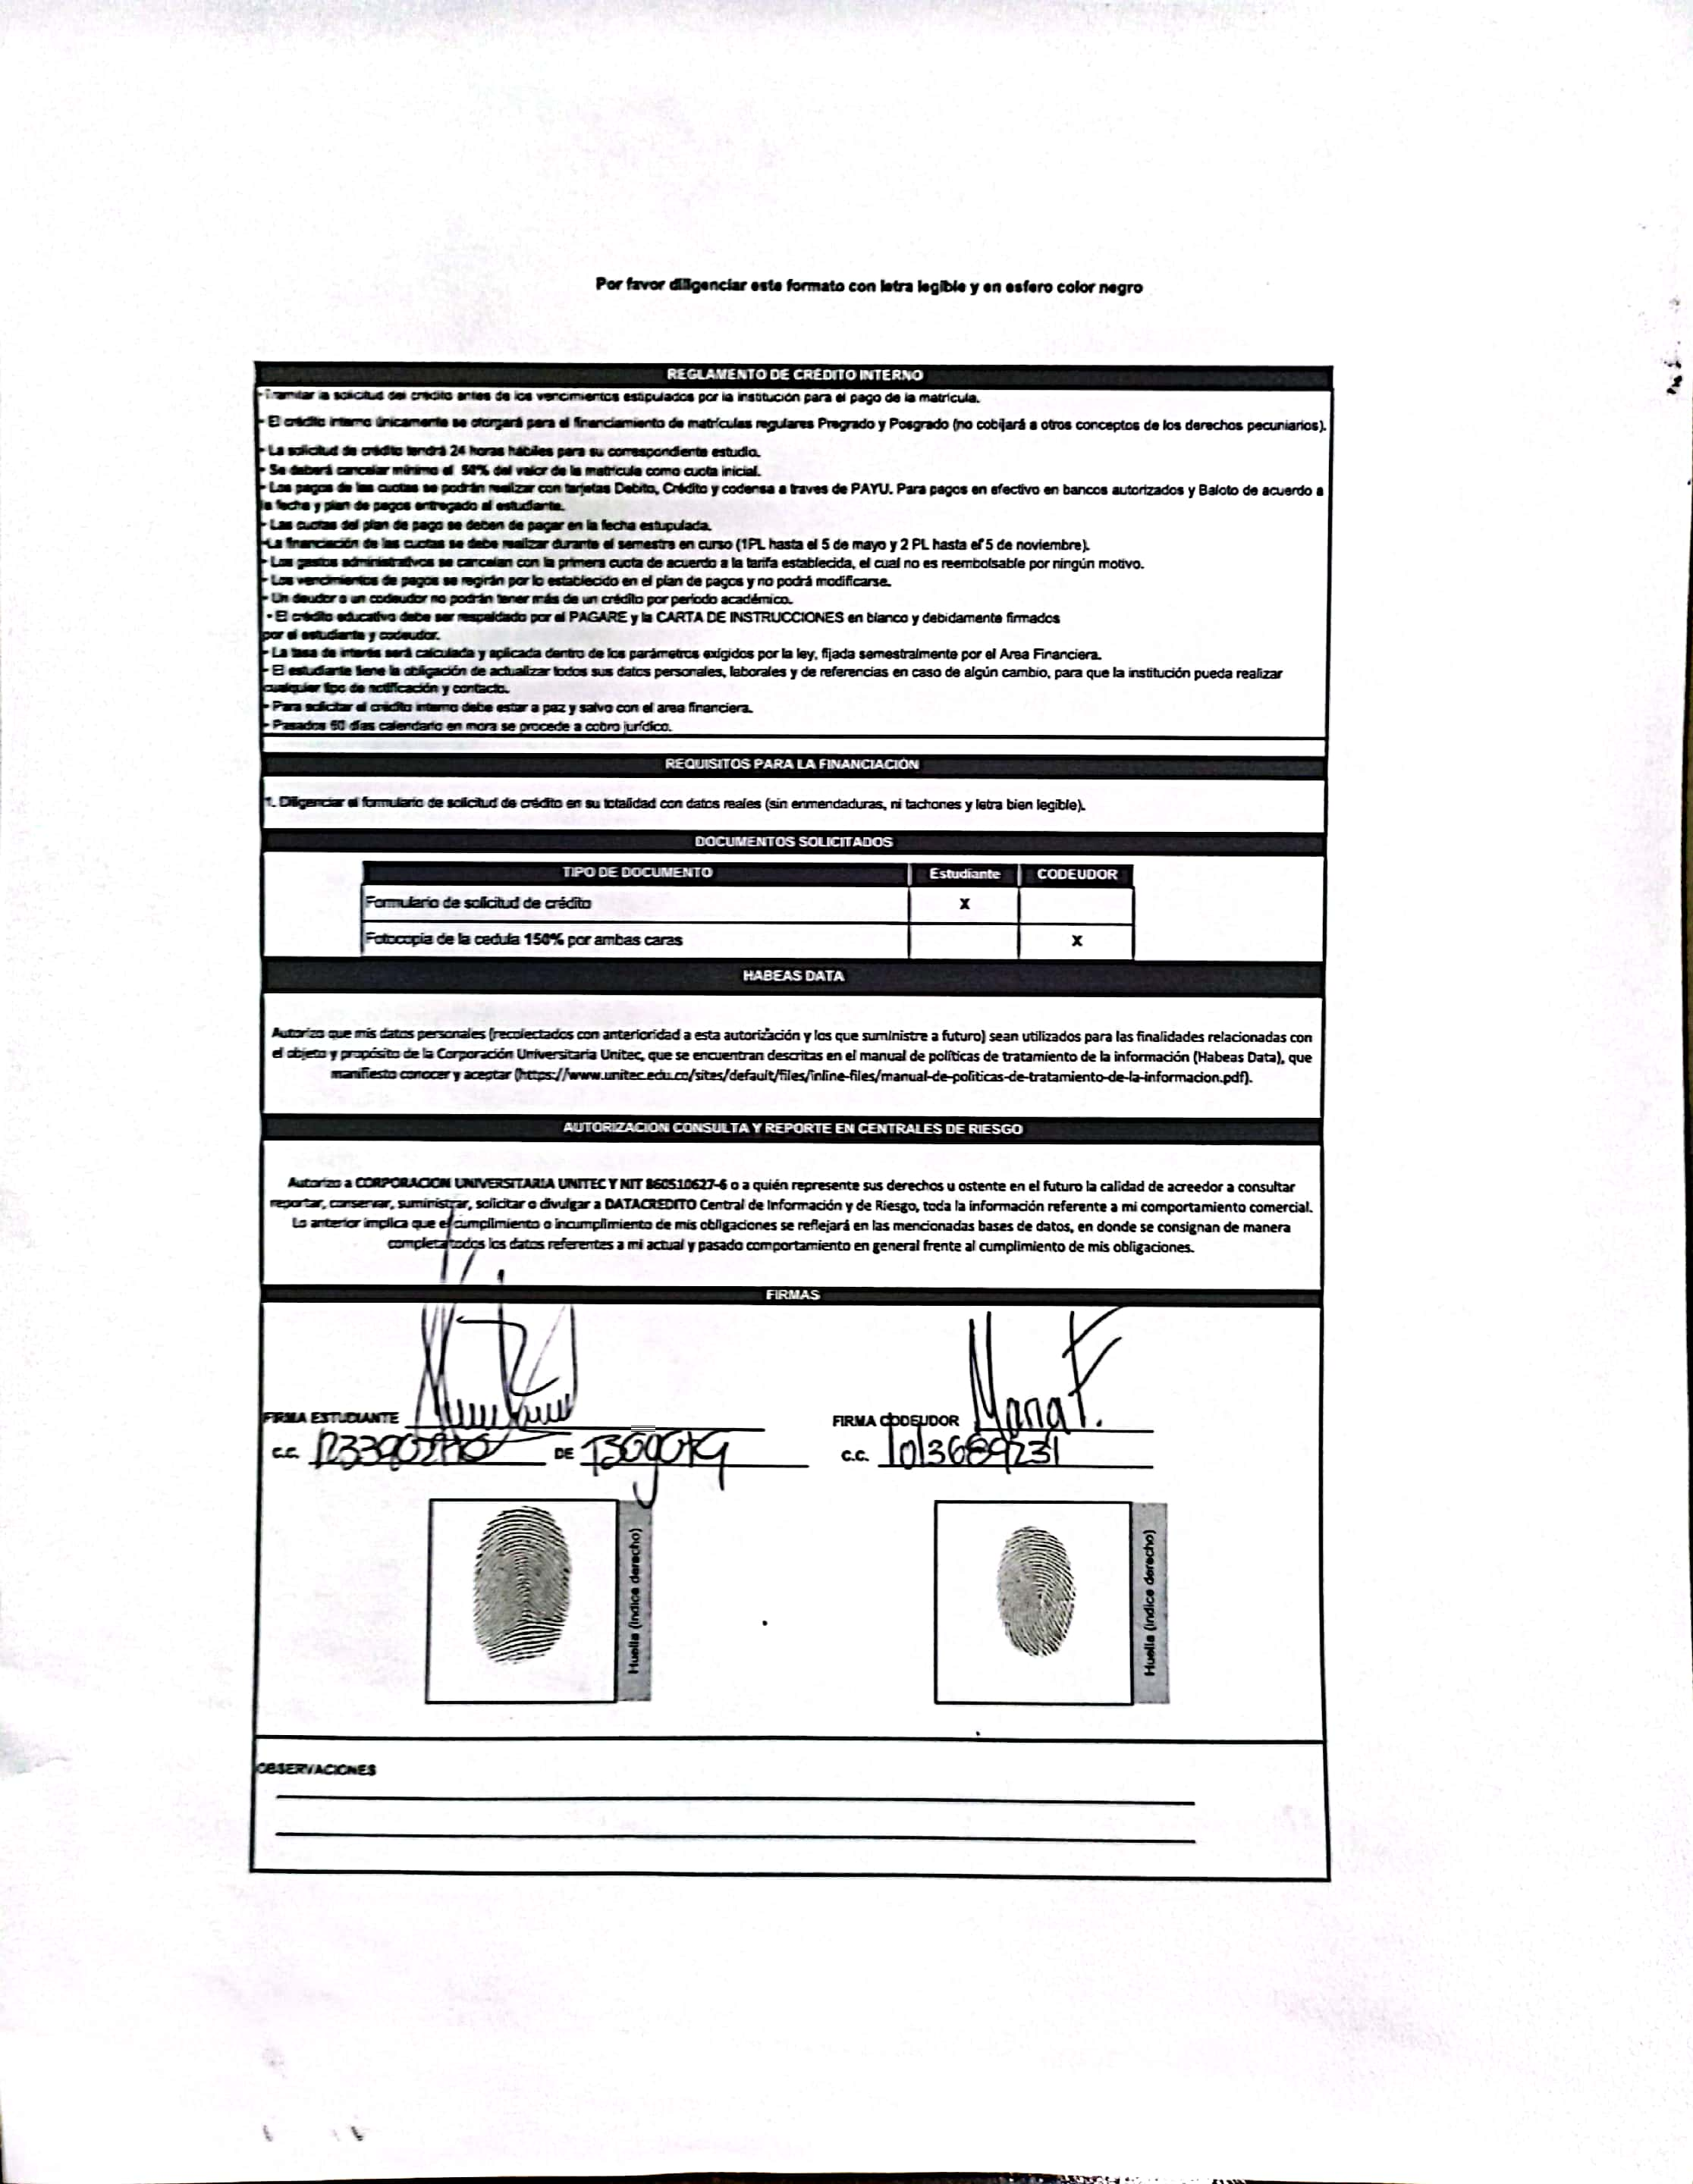 Por favor diligenciar este formato con letra legible y en esfero color negro
REGLAMENTO DE CRÉDITO INTERNO
- Tramitar la solicitud del crédito antes de los vencimientos estipulados por la institución para el pago de la matrícula.
- El crédito interno únicamente se otorgará para el financiamiento de matrículas regulares Pregrado y Posgrado (no cobijará a otros conceptos de los derechos pecuniarios).
- La solicitud de crédito tendrá 24 horas hábiles para su correspondiente estudio.
- Se deberá cancelar mínimo el 50% del valor de la matrícula como cuota inicial.
- Los pagos de las cuotas se podrán realizar con tarjetas Debito, Crédito y codensa a traves de PAYU. Para pagos en efectivo en bancos autorizados y Baloto de acuerdo a
la fecha y plan de pagos entregado al estudiante.
- Las cuotas del plan de pago se deben de pagar en la fecha estupulada.
-La financiación de las cuotas se debe realizar durante el semestre en curso (1PL hasta el 5 de mayo y 2 PL hasta el 5 de noviembre).
- Los gastos administrativos se cancelan con la primera cuota de acuerdo a la tarifa establecida, el cual no es reembolsable por ningún motivo.
- Los vencimientos de pagos se regirán por lo establecido en el plan de pagos y no podrá modificarse.
- Un deudor o un codeudor no podrán tener más de un crédito por período académico.
- El crédito educativo debe ser respaldado por el PAGARE y la CARTA DE INSTRUCCIONES en blanco y debidamente firmados
por el estudiante y codeudor.
- La tasa de interés será calculada y aplicada dentro de los parámetros exigidos por la ley, fijada semestralmente por el Area Financiera.
- El estudiante tiene la obligación de actualizar todos sus datos personales, laborales y de referencias en caso de algún cambio, para que la institución pueda realizar
cualquier tipo de notificación y contacto.
- Para solicitar el crédito interno debe estar a paz y salvo con el area financiera.
- Pasados 60 días calendario en mora se procede a cobro jurídico.
REQUISITOS PARA LA FINANCIACIÓN
1. Diligenciar el formulario de solicitud de crédito en su totalidad con datos reales (sin enmendaduras, ni tachones y letra bien legible).
DOCUMENTOS SOLICITADOS
TIPO DE DOCUMENTO Estudiante CODEUDOR
Formulario de solicitud de crédito X
Fotocopia de la cedula 150% por ambas caras X
HABEAS DATA
Autorizo que mis datos personales (recolectados con anterioridad a esta autorización y los que suministre a futuro) sean utilizados para las finalidades relacionadas con
el objeto y propósito de la Corporación Universitaria Unitec, que se encuentran descritas en el manual de políticas de tratamiento de la información (Habeas Data), que
manifiesto conocer y aceptar (https://www.unitec.edu.co/sites/default/files/inline-files/manual-de-politicas-de-tratamiento-de-la-informacion.pdf).
AUTORIZACION CONSULTA Y REPORTE EN CENTRALES DE RIESGO
Autorizo a CORPORACION UNIVERSITARIA UNITEC Y NIT 860510627-6 o a quién represente sus derechos u ostente en el futuro la calidad de acreedor a consultar
reportar, conservar, suministrar, solicitar o divulgar a DATACREDITO Central de Información y de Riesgo, toda la información referente a mi comportamiento comercial.
Lo anterior implica que el cumplimiento o incumplimiento de mis obligaciones se reflejará en las mencionadas bases de datos, en donde se consignan de manera
completa todos los datos referentes a mi actual y pasado comportamiento en general frente al cumplimiento de mis obligaciones.
FIRMAS
FIRMA ESTUDIANTE FIRMA CODEUDOR Maria F.
C.C. DE Bogota C.C. 1013689231
Huella (índice derecho) Huella (índice derecho)
OBSERVACIONES